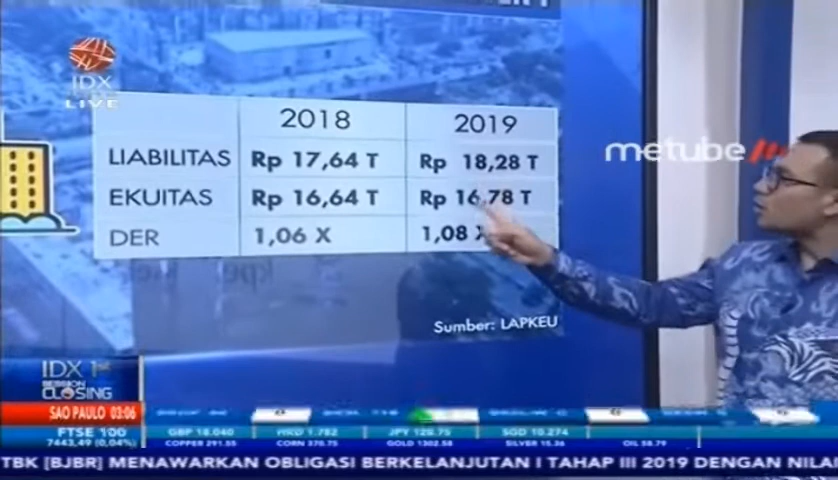 IDX
LIVE
2018 2019
LIABILITAS Rp 17,64 T Rp 18,28 T
EKUITAS Rp 16,64 T Rp 16,78 T
DER 1,06 X 1,08 X
metube
Sumber: LAPKEU
IDX 1st
SESSION
CLOSING
SAO PAULO 03:06
FTSE 100 GBP 18.040 HKD 1.782 JPY 128.75 SGD 10.274
7443,49 (0,04%) COPPER 291.55 CORN 370.75 GOLD 1302.58 SILVER 15.36 OIL 58.79
TBK [BJBR] MENAWARKAN OBLIGASI BERKELANJUTAN I TAHAP III 2019 DENGAN NILAI